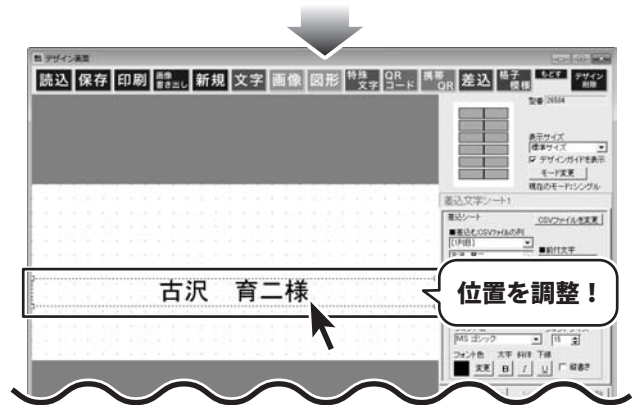 デザイン画面
読込 保存 印刷 画像書き出し 新規 文字 画像 図形 特殊文字 QRコード 携帯QR 差込 格子模様 もどす デザイン削除
型番 26504
表示サイズ
標準サイズ
デザインガイドを表示
モード変更
現在のモード:シングル
差込文字シート1
差込シート CSVファイルを変更
■差込むCSVファイルの列
[1列目]
■前付文字
古沢 育二様
位置を調整!
MS ゴシック 15
フォント色 太字 斜体 下線
変更 B I U 縦書き